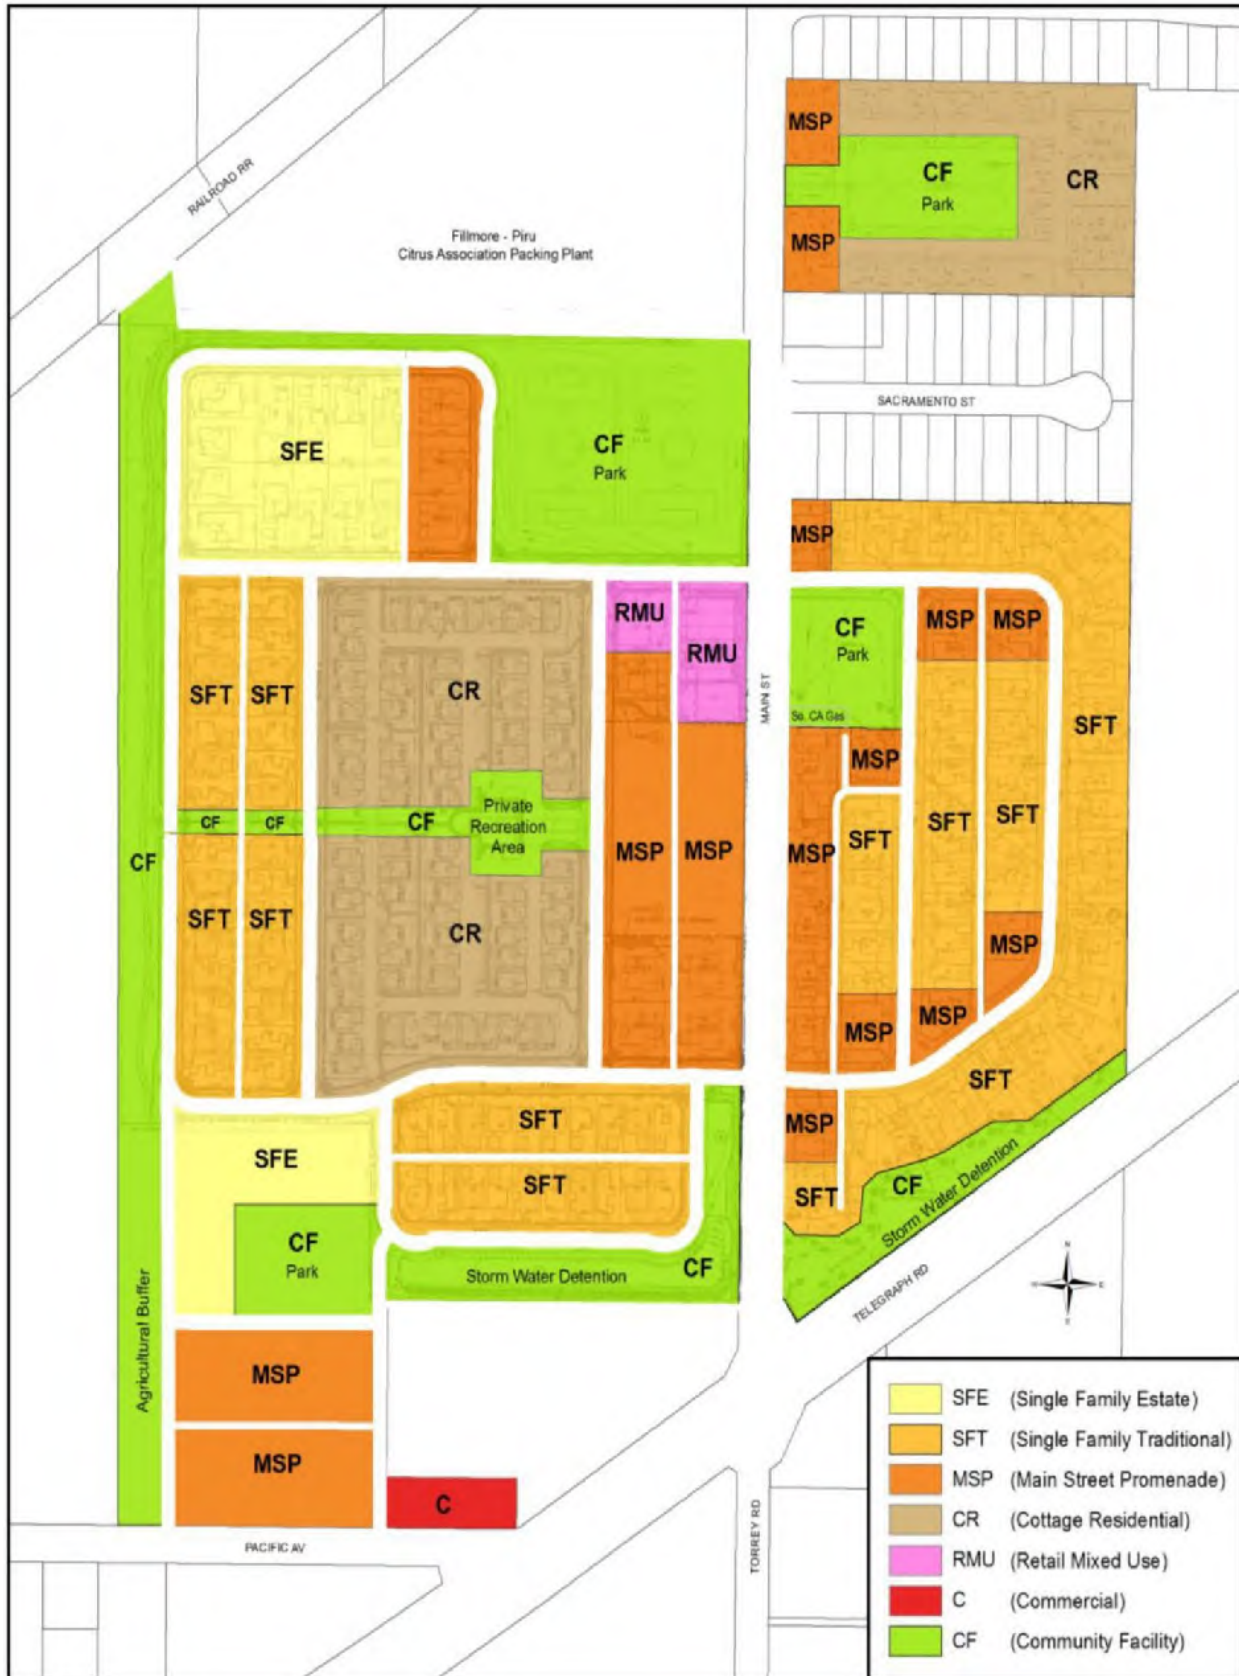 MSP
CF
Park
CR
MSP
RAILROAD RR
Fillmore - Piru
Citrus Association Packing Plant
SACRAMENTO ST
SFE
CF
Park
MSP
RMU
RMU
CF
Park
MSP
MSP
SFT
SFT
CR
MAIN ST
So. CA Gas
SFT
MSP
CF
CF
CF
Private
Recreation
Area
CF
MSP
MSP
MSP
SFT
SFT
SFT
SFT
SFT
CR
MSP
MSP
MSP
SFT
SFT
MSP
SFE
SFT
SFT
CF
Storm Water Detention
CF
Park
Storm Water Detention
CF
TELEGRAPH RD
N
Agricultural Buffer
MSP
MSP
C
PACIFIC AV
TORREY RD
SFE (Single Family Estate)
SFT (Single Family Traditional)
MSP (Main Street Promenade)
CR (Cottage Residential)
RMU (Retail Mixed Use)
C (Commercial)
CF (Community Facility)